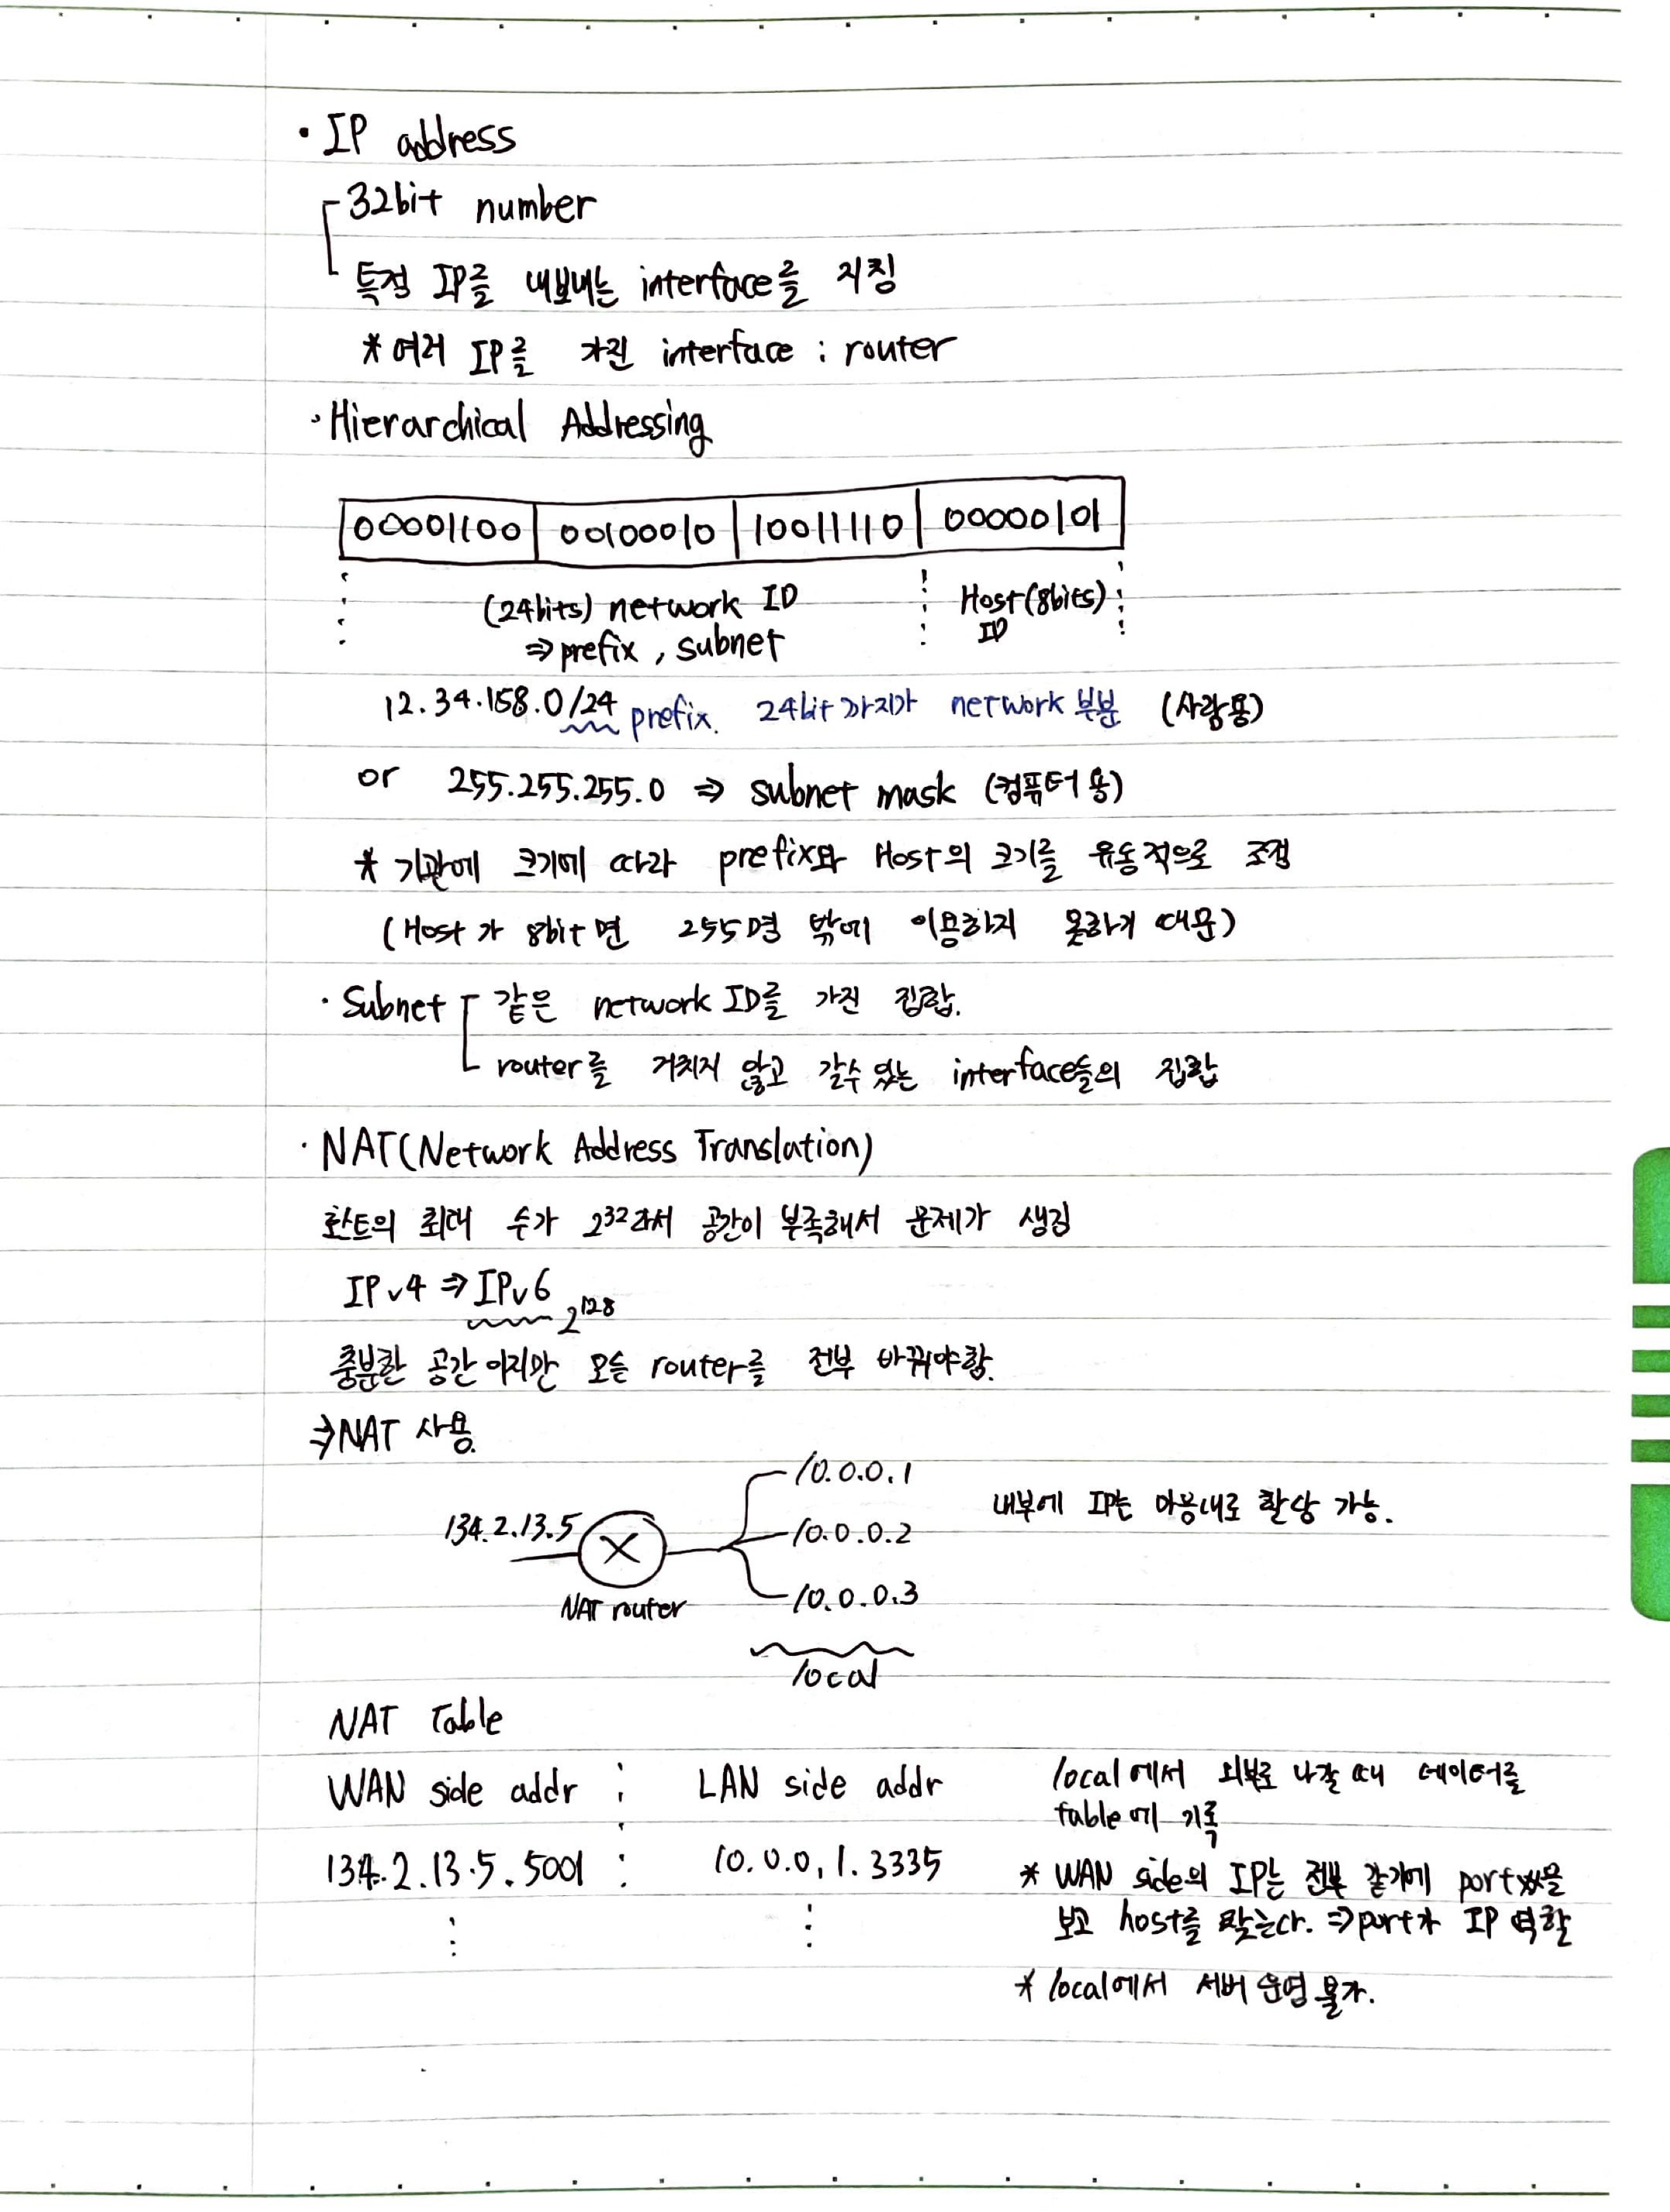 · IP address
32bit number
특정 IP를 내보내는 interface를 지칭
* 여러 IP를 가진 interface : router
· Hierarchical Addressing
00001100 00100010 10011110 00000101
(24bits) network ID Host(8bits)
ID
⇒ prefix, subnet
12.34.158.0/24 prefix. 24bit까지가 network 부분 (사람용)
or 255.255.255.0 ⇒ subnet mask (컴퓨터 용)
* 기관에 크기에 따라 prefix와 Host의 크기를 유동적으로 조절
(Host가 8bit면 255명 밖에 이용하지 못하기 때문)
· Subnet 같은 network ID를 가진 집합.
router를 거치지 않고 갈수 있는 interface들의 집합
· NAT(Network Address Translation)
호스트의 최대 수가 2³²라서 공간이 부족해서 문제가 생김
IPv4 ⇒ IPv6 2¹²⁸
충분한 공간이지만 모든 router를 전부 바꿔야함.
⇒ NAT 사용.
10.0.0.1
내부에 IP는 마음대로 할당 가능.
134.2.13.5 X 10.0.0.2
10.0.0.3
NAT router
local
NAT Table
WAN side addr : LAN side addr
134.2.13.5.5001 : 10.0.0.1.3335
⋮ ⋮
local에서 외부로 나갈 때 데이터를
table에 기록
* WAN side의 IP는 전부 같기에 port을
보고 host를 찾는다. ⇒ port가 IP 역할
* local에서 서버 운영 불가.